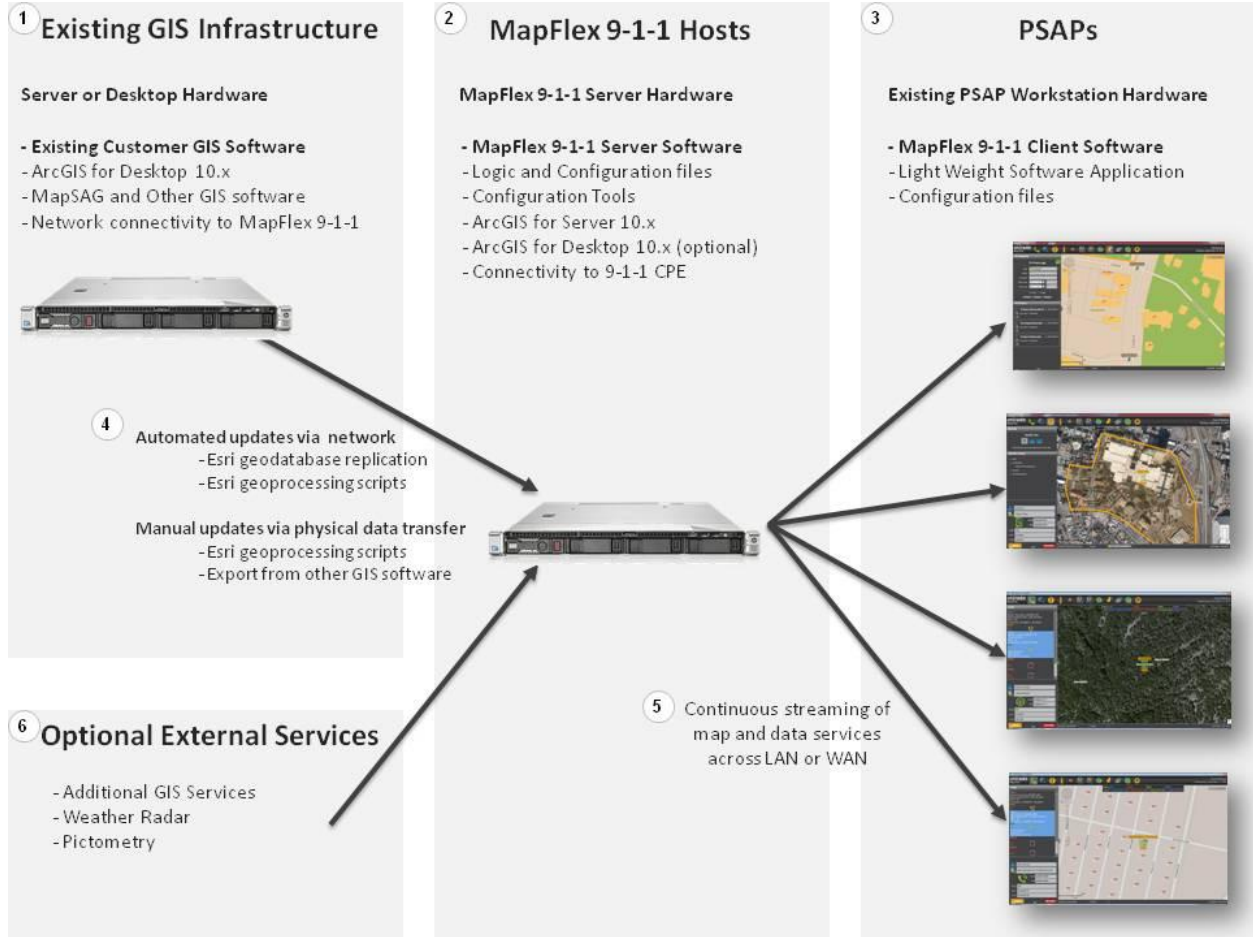 1
Existing GIS Infrastructure
Server or Desktop Hardware
- Existing Customer GIS Software
- ArcGIS for Desktop 10.x
- MapSAG and Other GIS software
- Network connectivity to MapFlex 9-1-1
2
MapFlex 9-1-1 Hosts
MapFlex 9-1-1 Server Hardware
- MapFlex 9-1-1 Server Software
- Logic and Configuration files
- Configuration Tools
- ArcGIS for Server 10.x
- ArcGIS for Desktop 10.x (optional)
- Connectivity to 9-1-1 CPE
3
PSAPs
Existing PSAP Workstation Hardware
- MapFlex 9-1-1 Client Software
- Light Weight Software Application
- Configuration files
4
Automated updates via network
- Esri geodatabase replication
- Esri geoprocessing scripts
Manual updates via physical data transfer
- Esri geoprocessing scripts
- Export from other GIS software
5
Continuous streaming of
map and data services
across LAN or WAN
6
Optional External Services
- Additional GIS Services
- Weather Radar
- Pictometry